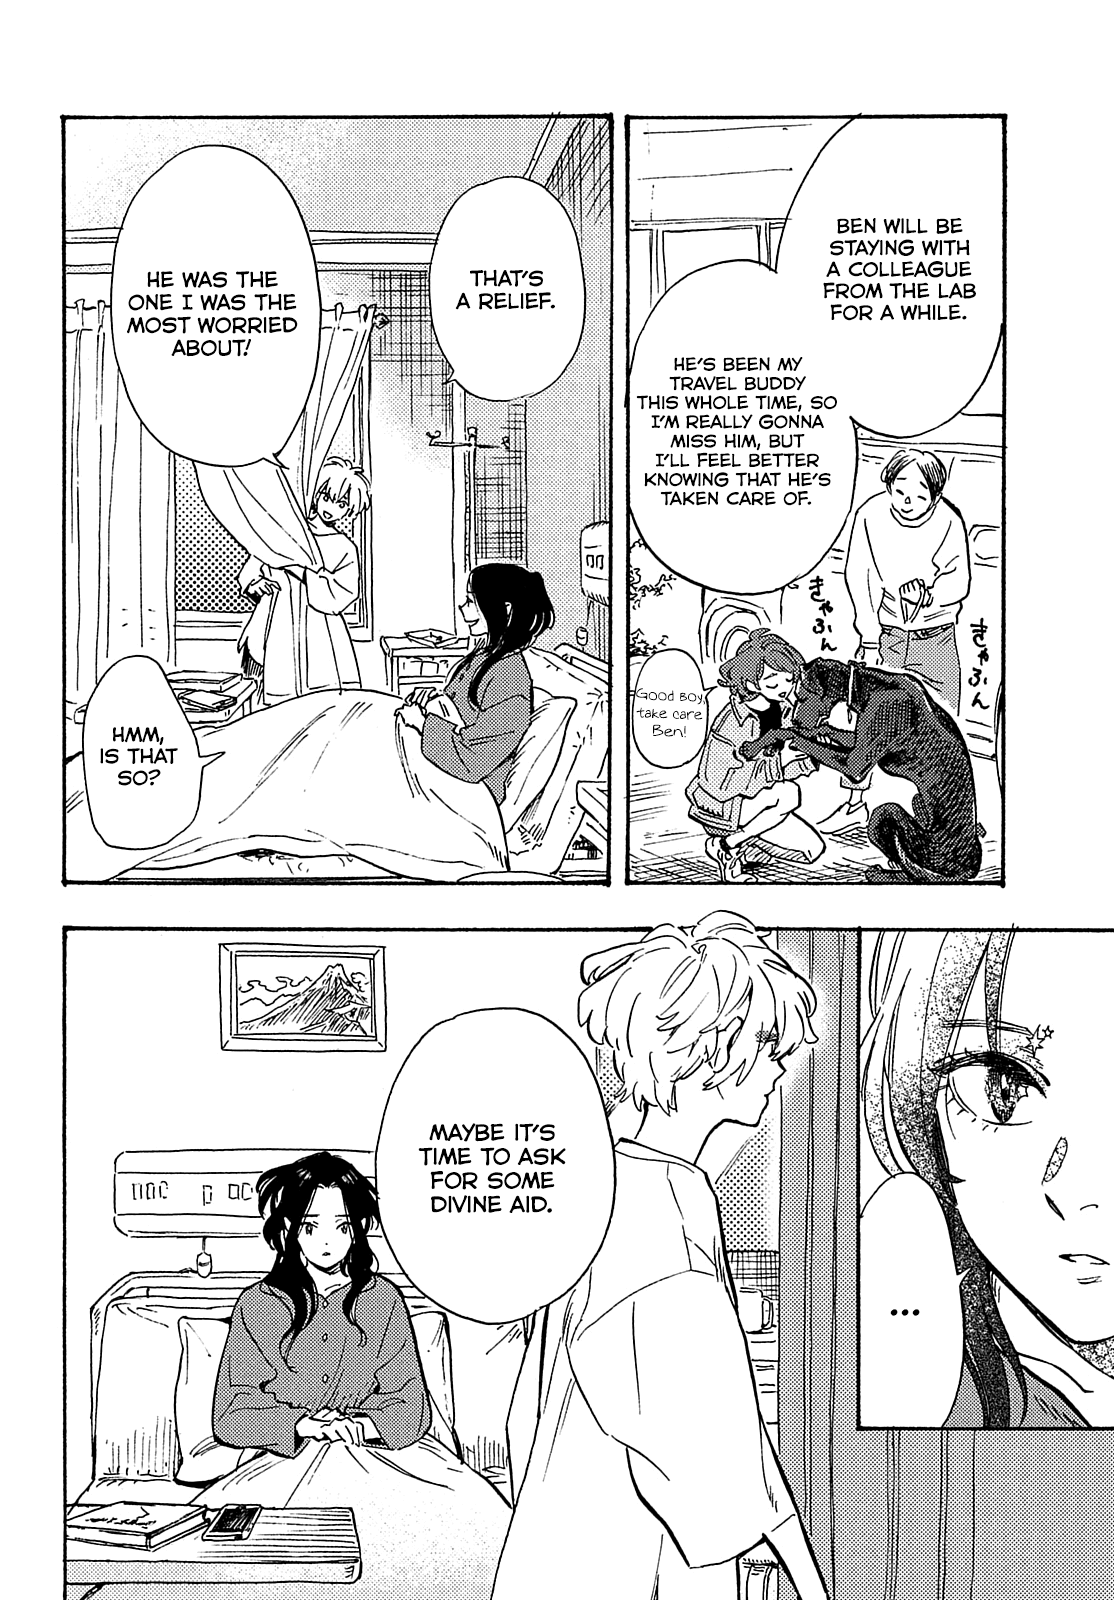 BEN WILL BE
STAYING WITH
A COLLEAGUE
FROM THE LAB
FOR A WHILE.
HE'S BEEN MY
TRAVEL BUDDY
THIS WHOLE TIME, SO
I'M REALLY GONNA
MISS HIM, BUT
I'LL FEEL BETTER
KNOWING THAT HE'S
TAKEN CARE OF.
きゃふん
きゃふん
Good boy,
take care
Ben!
THAT'S
A RELIEF.
HE WAS THE
ONE I WAS THE
MOST WORRIED
ABOUT!
HMM,
IS THAT
SO?
...
MAYBE IT'S
TIME TO ASK
FOR SOME
DIVINE AID.